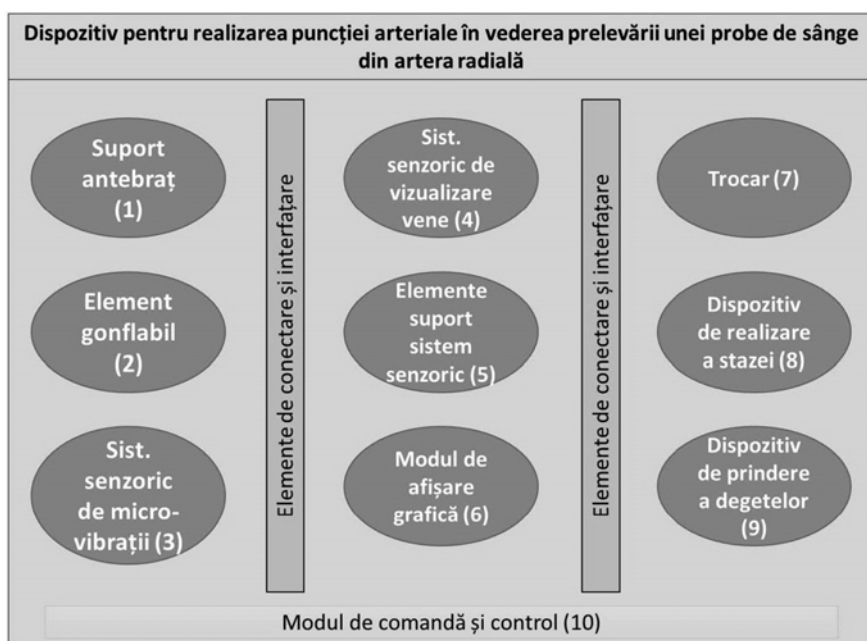 Dispozitiv pentru realizarea puncției arteriale în vederea prelevării unei probe de sânge
din artera radială
Suport
antebraț
(1)
Element
gonflabil
(2)
Sist.
senzoric
de micro-
vibrații (3)
Elemente de conectare și interfațare
Sist.
senzoric de
vizualizare
vene (4)
Elemente
suport
sistem
senzoric (5)
Modul de
afișare
grafică (6)
Elemente de conectare și interfațare
Trocar (7)
Dispozitiv
de realizare
a stazei (8)
Dispozitiv
de prindere
a degetelor
(9)
Modul de comandă și control (10)